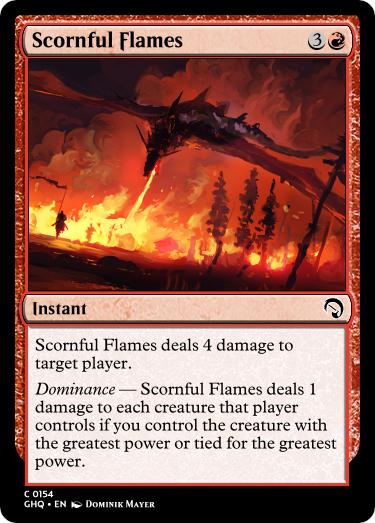 Scornful Flames 3
Instant
Scornful Flames deals 4 damage to
target player.
Dominance — Scornful Flames deals 1
damage to each creature that player
controls if you control the creature with
the greatest power or tied for the greatest
power.
C 0154
GHQ • EN Dominik Mayer